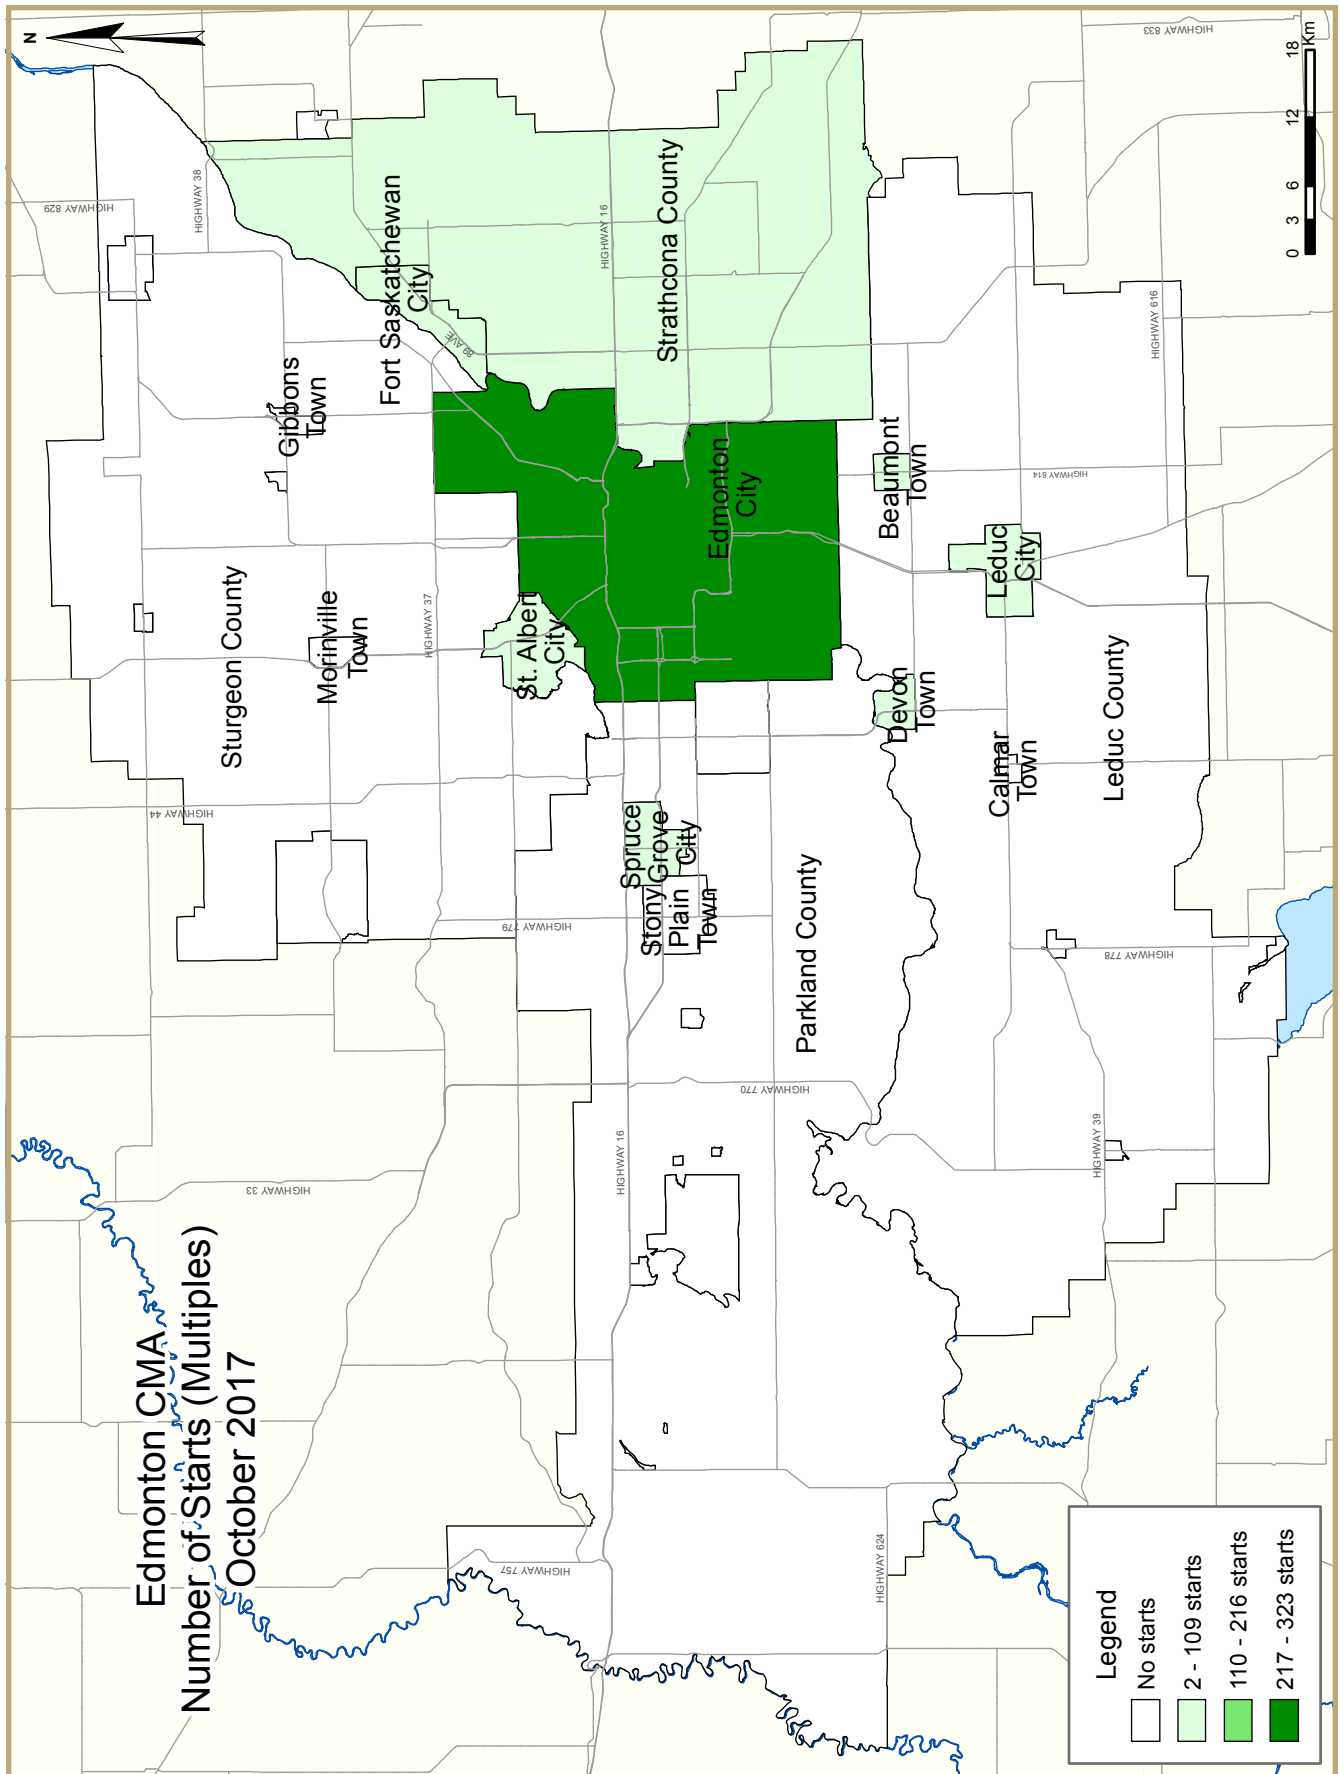 Edmonton CMA
Number of Starts (Multiples)
October 2017
N
HIGHWAY 829
HIGHWAY 38
HIGHWAY 833
Gibbons
Town
Fort Saskatchewan
City
89 AVE
Sturgeon County
HIGHWAY 44
Morinville
Town
HIGHWAY 37
St. Albert
City
HIGHWAY 33
HIGHWAY 779
HIGHWAY 757
HIGHWAY 16
HIGHWAY 16
Strathcona County
Edmonton
City
Spruce
Grove
City
Stony
Plain
Town
Parkland County
HIGHWAY 770
HIGHWAY 624
Beaumont
Town
Devon
Town
Leduc
City
HIGHWAY 814
Calmar
Town
Leduc County
HIGHWAY 616
HIGHWAY 778
HIGHWAY 39
Legend
No starts
2 - 109 starts
110 - 216 starts
217 - 323 starts
0 3 6 12 18
Km